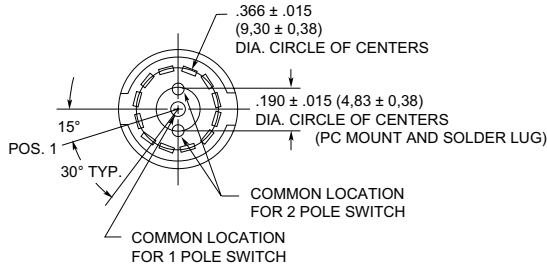 .366 ± .015
(9,30 ± 0,38)
DIA. CIRCLE OF CENTERS
.190 ± .015 (4,83 ± 0,38)
DIA. CIRCLE OF CENTERS
(PC MOUNT AND SOLDER LUG)
15°
POS. 1
30° TYP.
COMMON LOCATION
FOR 2 POLE SWITCH
COMMON LOCATION
FOR 1 POLE SWITCH